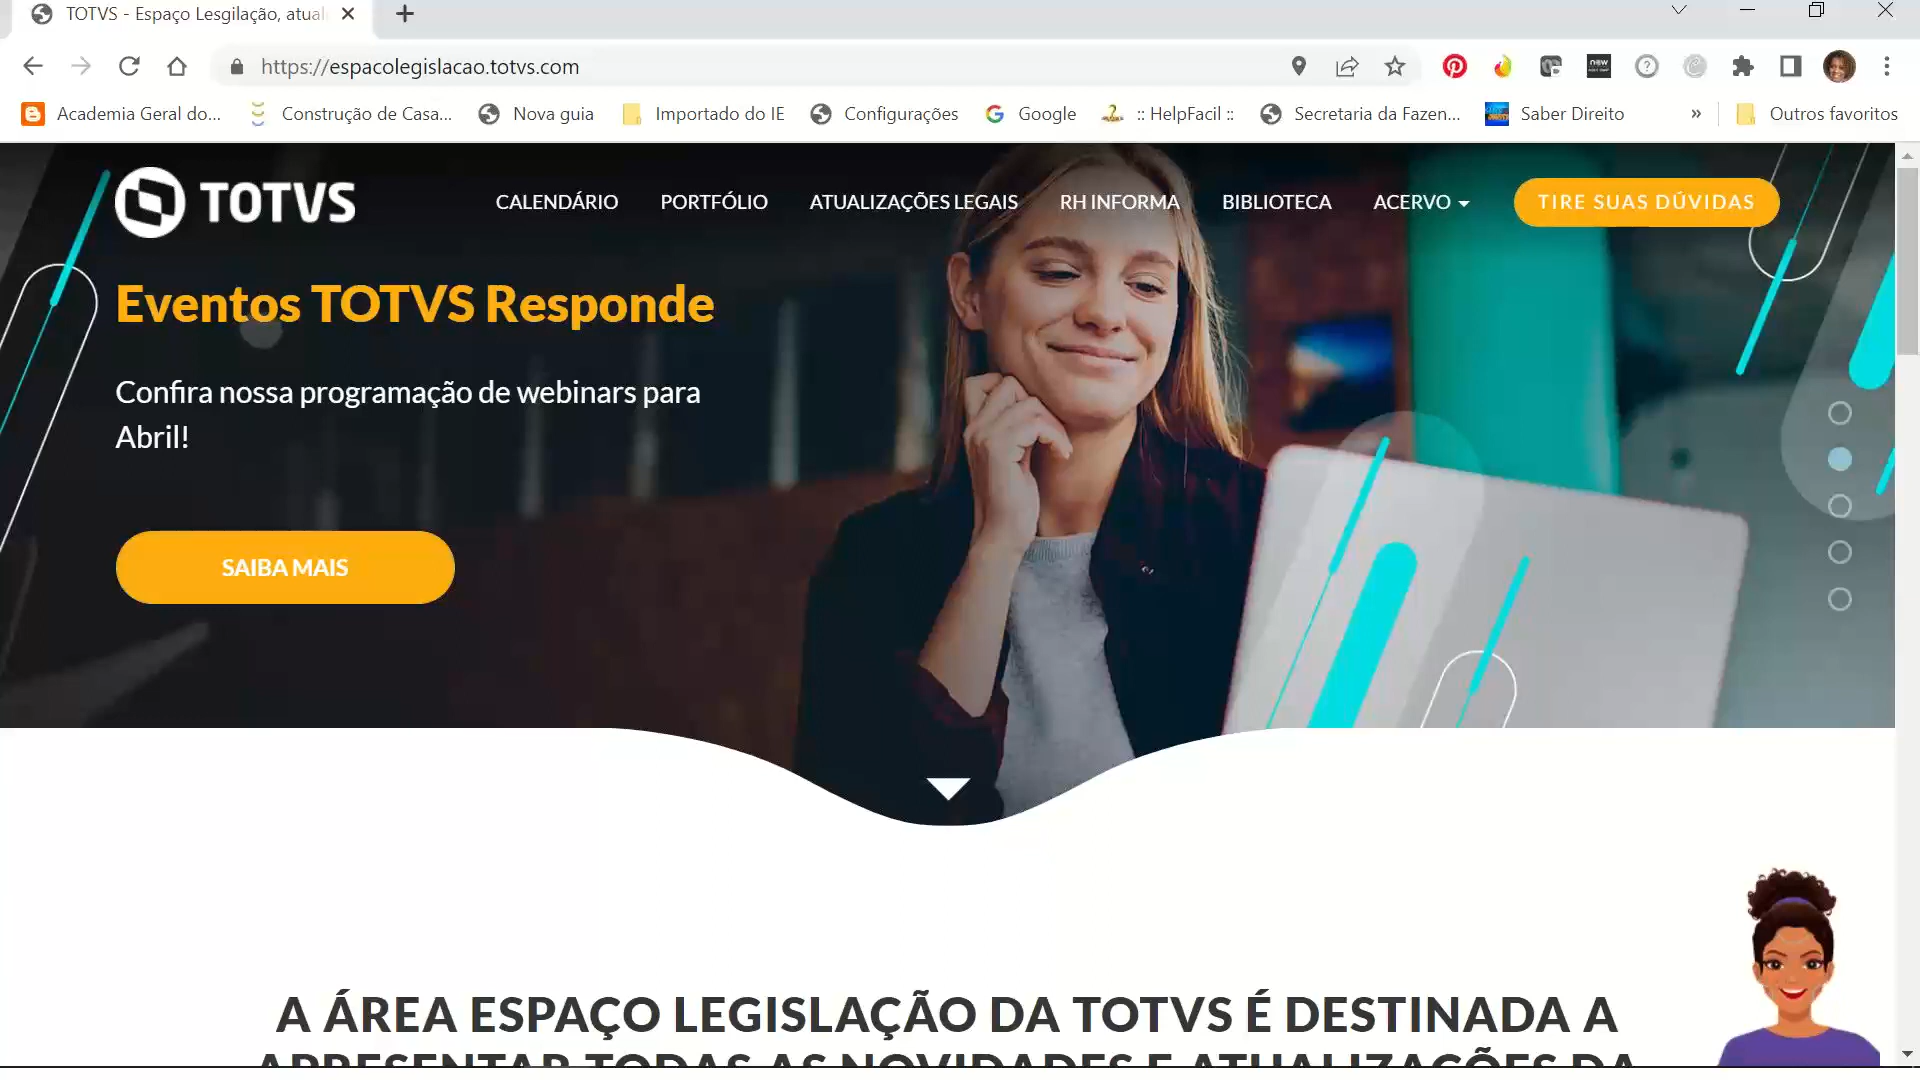 TOTVS - Espaço Lesgilação, atual
https://espacolegislacao.totvs.com
now
Academia Geral do... Construção de Casa... Nova guia Importado do IE Configurações Google :: HelpFacil :: Secretaria da Fazen... Saber Direito » Outros favoritos
TOTVS CALENDÁRIO PORTFÓLIO ATUALIZAÇÕES LEGAIS RH INFORMA BIBLIOTECA ACERVO TIRE SUAS DÚVIDAS
Eventos TOTVS Responde
Confira nossa programação de webinars para
Abril!
SAIBA MAIS
A ÁREA ESPAÇO LEGISLAÇÃO DA TOTVS É DESTINADA A
APRESENTAR TODAS AS NOVIDADES E ATUALIZAÇÕES DA